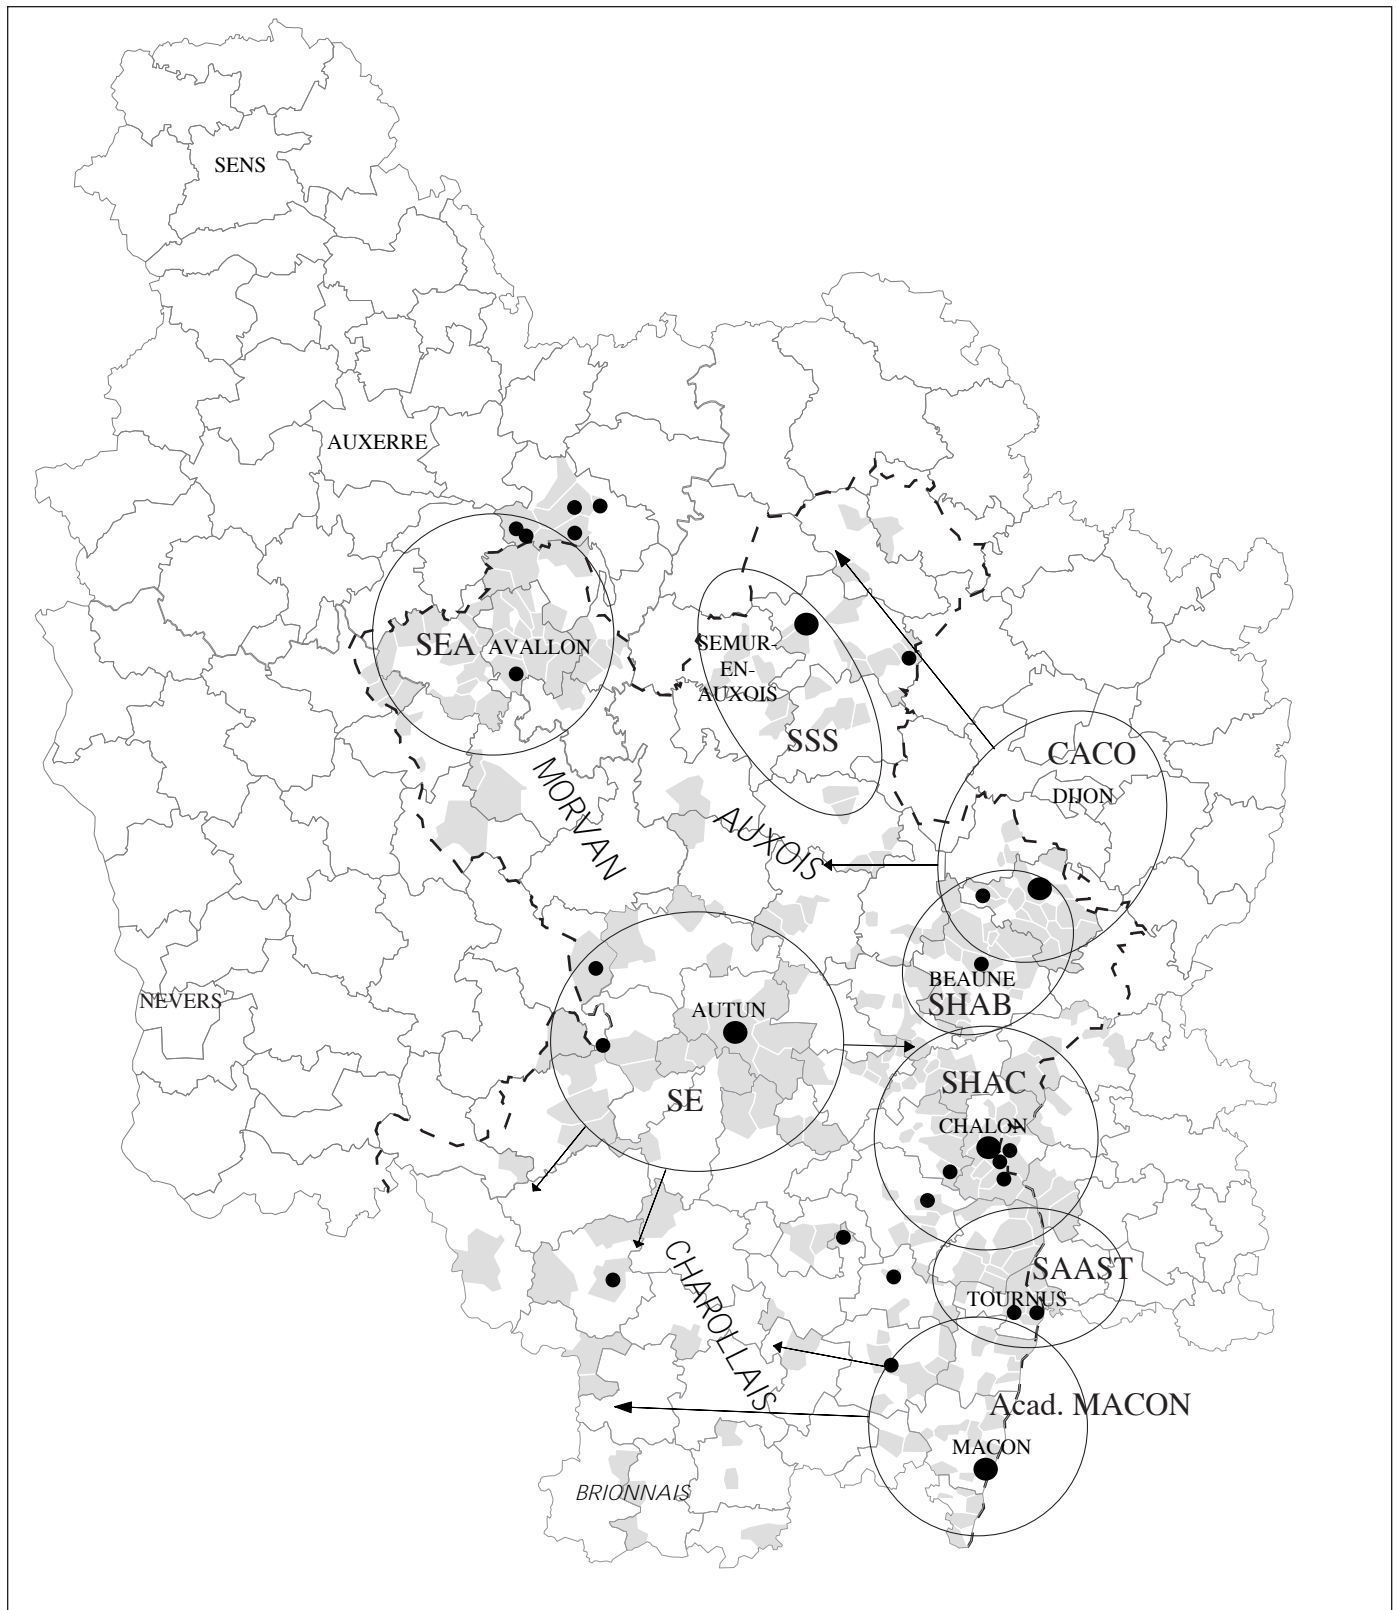 SENS
AUXERRE
SEA
AVALLON
SEMUR-
EN-
AUXOIS
SSS
CACO
DIJON
MORVAN
AUXOIS
BEAUNE
SHAB
NEVERS
AUTUN
SE
SHAC
CHALON
CHAROLLAIS
SAAST
TOURNUS
Acad. MACON
MACON
BRIONNAIS